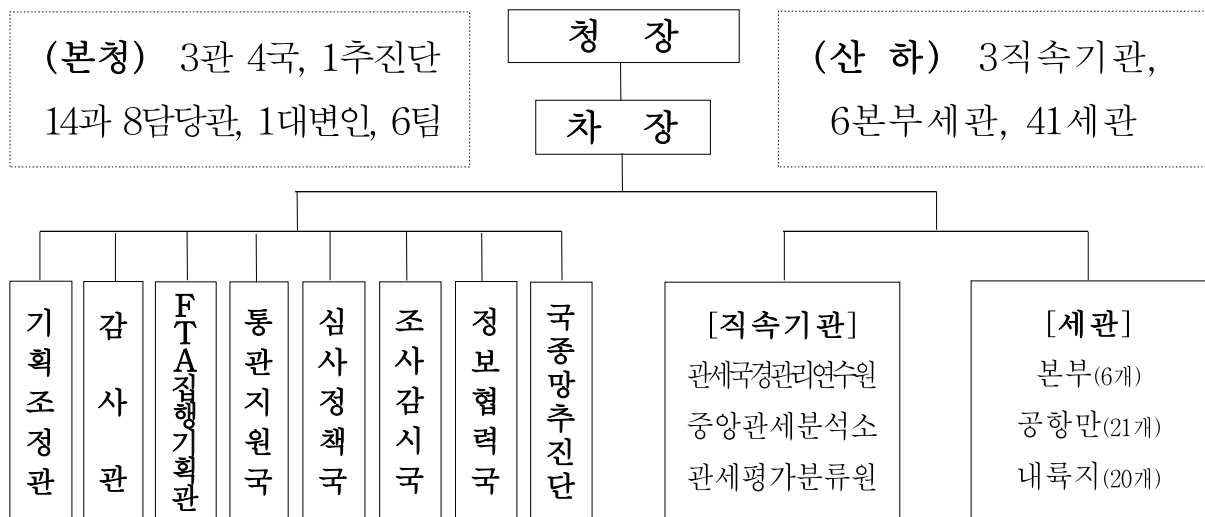 청 장
(본청) 3관 4국, 1추진단
14과 8담당관, 1대변인, 6팀
(산 하) 3직속기관,
6본부세관, 41세관
차 장
기획조정관
감사관
FTA집행기획관
통관지원국
심사정책국
조사감시국
정보협력국
국종망추진단
[직속기관]
관세국경관리연수원
중앙관세분석소
관세평가분류원
[세관]
본부(6개)
공항만(21개)
내륙지(20개)